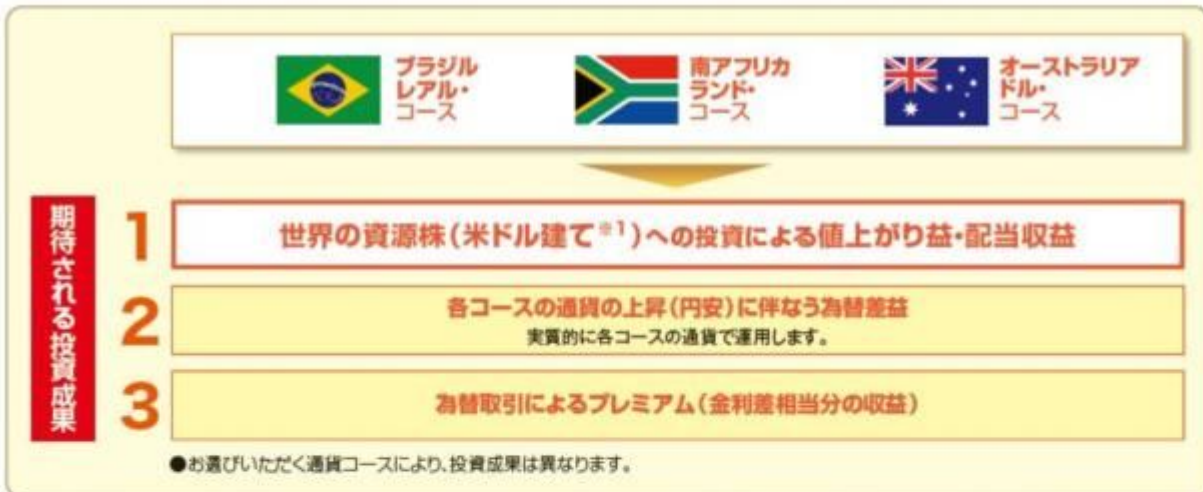 ブラジル
レアル・
コース
南アフリカ
ランド・
コース
オーストラリア
ドル・
コース
期待される投資成果
1
世界の資源株(米ドル建て※1)への投資による値上がり益・配当収益
2
各コースの通貨の上昇(円安)に伴なう為替差益
実質的に各コースの通貨で運用します。
3
為替取引によるプレミアム(金利差相当分の収益)
●お選びいただく通貨コースにより、投資成果は異なります。